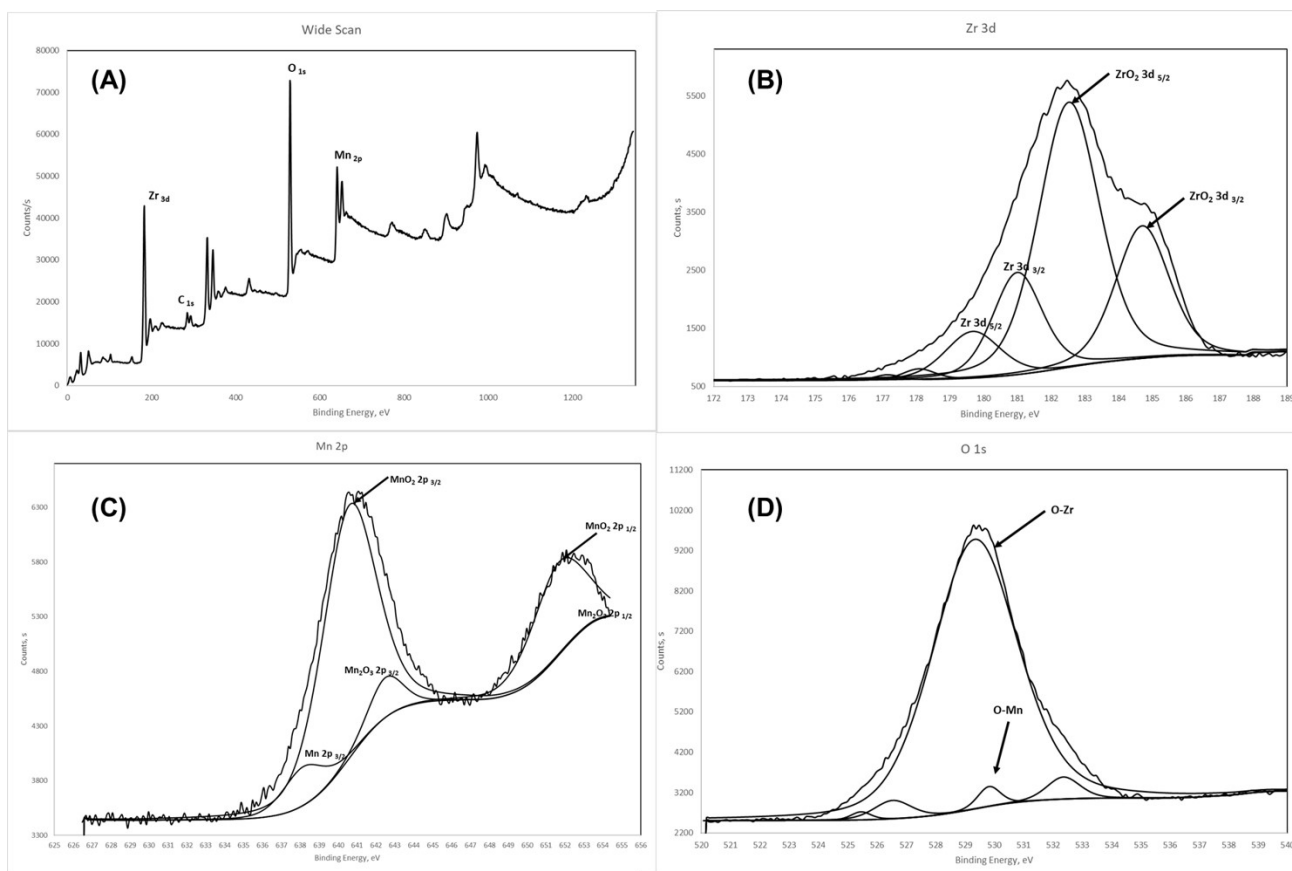 Wide Scan
(A)
80000
70000
60000
50000
40000
30000
20000
10000
0
Counts/s
O 1s
Mn 2p
Zr 3d
C 1s
0 200 400 600 800 1000 1200
Binding Energy, eV
Zr 3d
(B)
5500
4500
3500
2500
1500
500
Counts, s
ZrO2 3d 5/2
ZrO2 3d 3/2
Zr 3d 3/2
Zr 3d 5/2
172 173 174 175 176 177 178 179 180 181 182 183 184 185 186 187 188 189
Binding Energy, eV
Mn 2p
(C)
6300
5800
5300
4800
4300
3800
3300
Counts, s
MnO2 2p 3/2
MnO2 2p 1/2
Mn2O3 2p 1/2
Mn2O3 2p 3/2
Mn 2p 3/2
625 626 627 628 629 630 631 632 633 634 635 636 637 638 639 640 641 642 643 644 645 646 647 648 649 650 651 652 653 654 655 656
Binding Energy, eV
O 1s
(D)
11200
10200
9200
8200
7200
6200
5200
4200
3200
2200
Counts, s
O-Zr
O-Mn
520 521 522 523 524 525 526 527 528 529 530 531 532 533 534 535 536 537 538 539 540
Binding Energy, eV